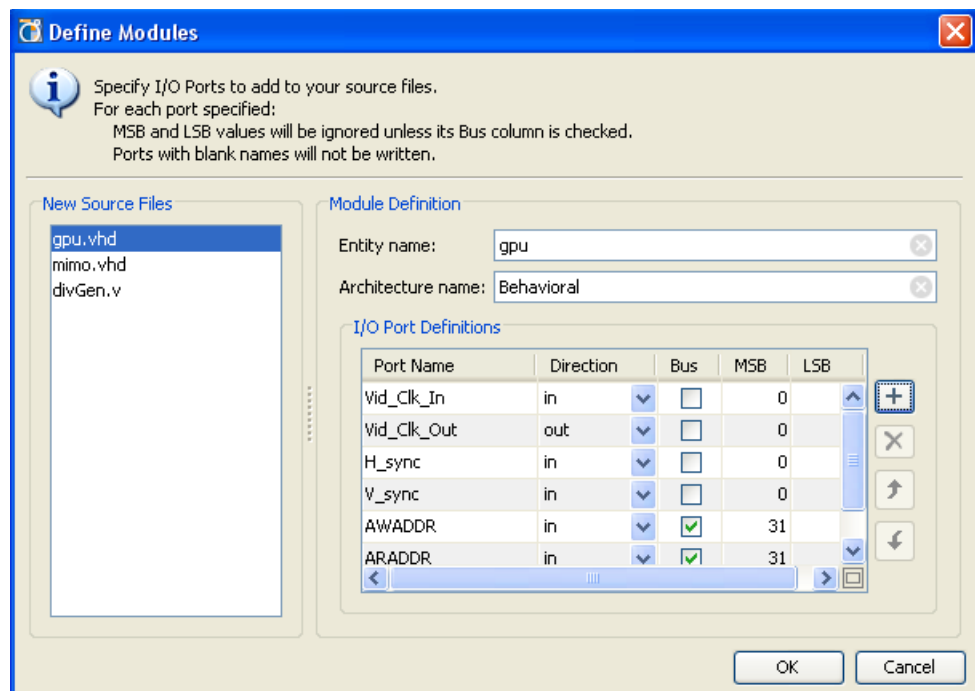 Define Modules
Specify I/O Ports to add to your source files.
For each port specified:
MSB and LSB values will be ignored unless its Bus column is checked.
Ports with blank names will not be written.
New Source Files
gpu.vhd
mimo.vhd
divGen.v
Module Definition
Entity name: gpu
Architecture name: Behavioral
I/O Port Definitions
Port Name Direction Bus MSB LSB
Vid_Clk_In in 0
Vid_Clk_Out out 0
H_sync in 0
V_sync in 0
AWADDR in 31
ARADDR in 31
OK Cancel